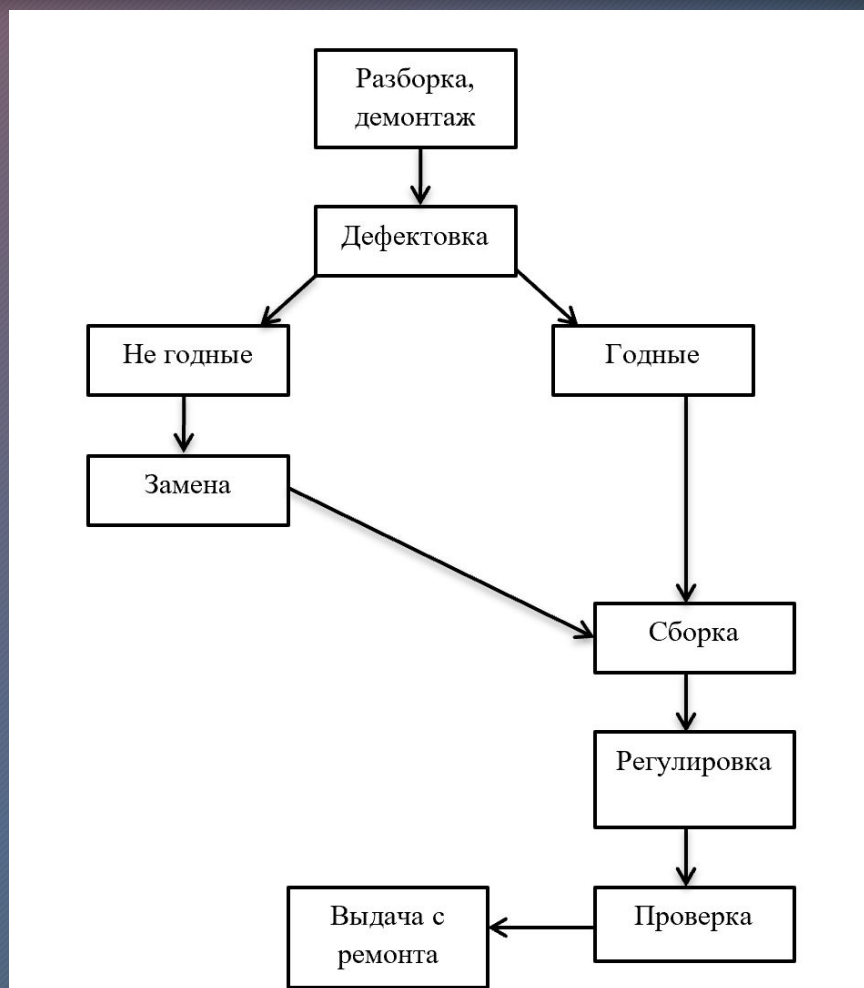 Разборка,
демонтаж
Дефектовка
Не годные
Годные
Замена
Сборка
Регулировка
Проверка
Выдача с
ремонта